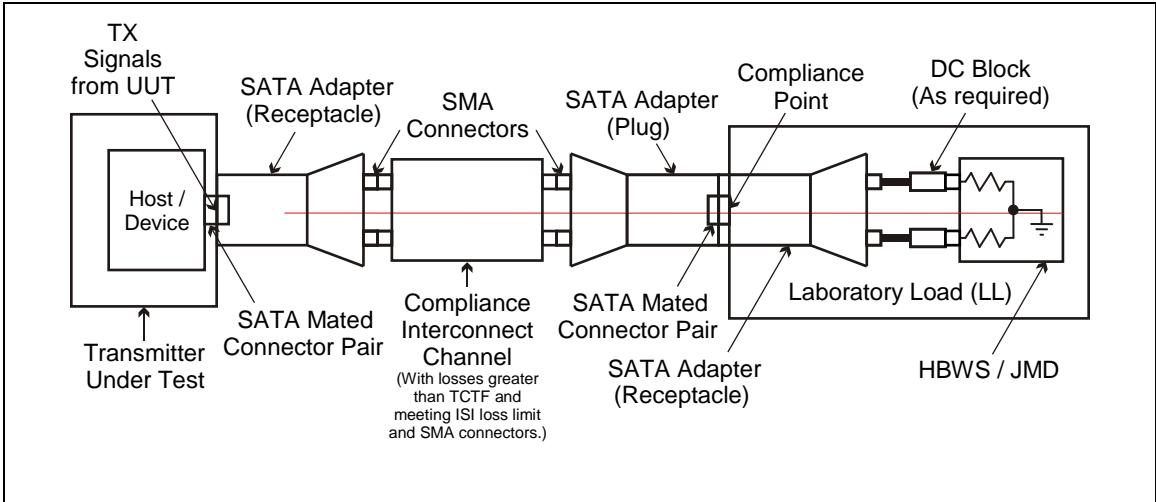 TX
Signals
from UUT
SATA Adapter
(Receptacle)
SMA
Connectors
SATA Adapter
(Plug)
Compliance
Point
DC Block
(As required)
Host /
Device
Laboratory Load (LL)
Transmitter
Under Test
SATA Mated
Connector Pair
Compliance
Interconnect
Channel
(With losses greater
than TCTF and
meeting ISI loss limit
and SMA connectors.)
SATA Mated
Connector Pair
SATA Adapter
(Receptacle)
HBWS / JMD